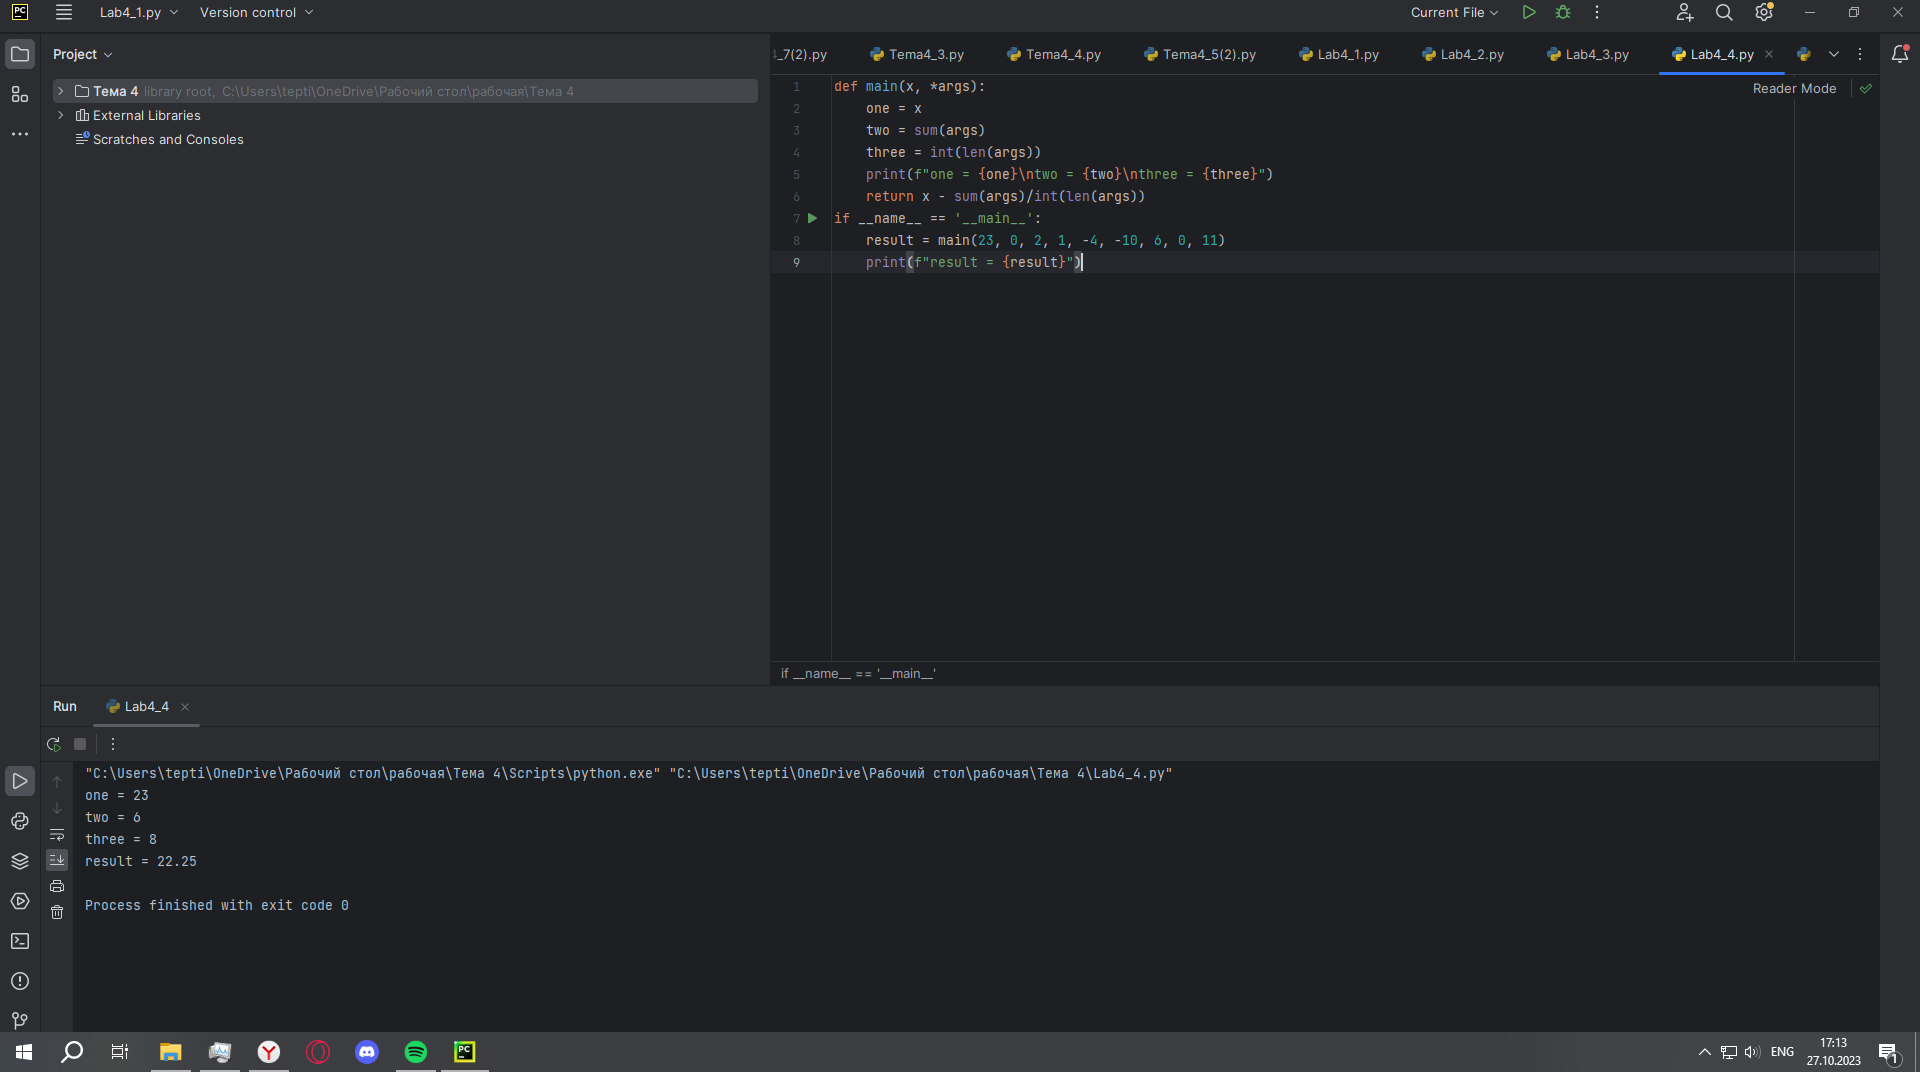 PC Lab4_1.py Version control Current File
Project
_7(2).py Tema4_3.py Tema4_4.py Tema4_5(2).py Lab4_1.py Lab4_2.py Lab4_3.py Lab4_4.py
Тема 4 library root, C:\Users\tepti\OneDrive\Рабочий стол\рабочая\Тема 4
External Libraries
Scratches and Consoles
Reader Mode
1 def main(x, *args):
2     one = x
3     two = sum(args)
4     three = int(len(args))
5     print(f"one = {one}\ntwo = {two}\nthree = {three}")
6     return x - sum(args)/int(len(args))
7 if __name__ == '__main__':
8     result = main(23, 0, 2, 1, -4, -10, 6, 0, 11)
9     print(f"result = {result}")
if __name__ == '__main__'
Run Lab4_4
"C:\Users\tepti\OneDrive\Рабочий стол\рабочая\Тема 4\Scripts\python.exe" "C:\Users\tepti\OneDrive\Рабочий стол\рабочая\Тема 4\Lab4_4.py"
one = 23
two = 6
three = 8
result = 22.25
Process finished with exit code 0
PC
ENG
17:13
27.10.2023
1